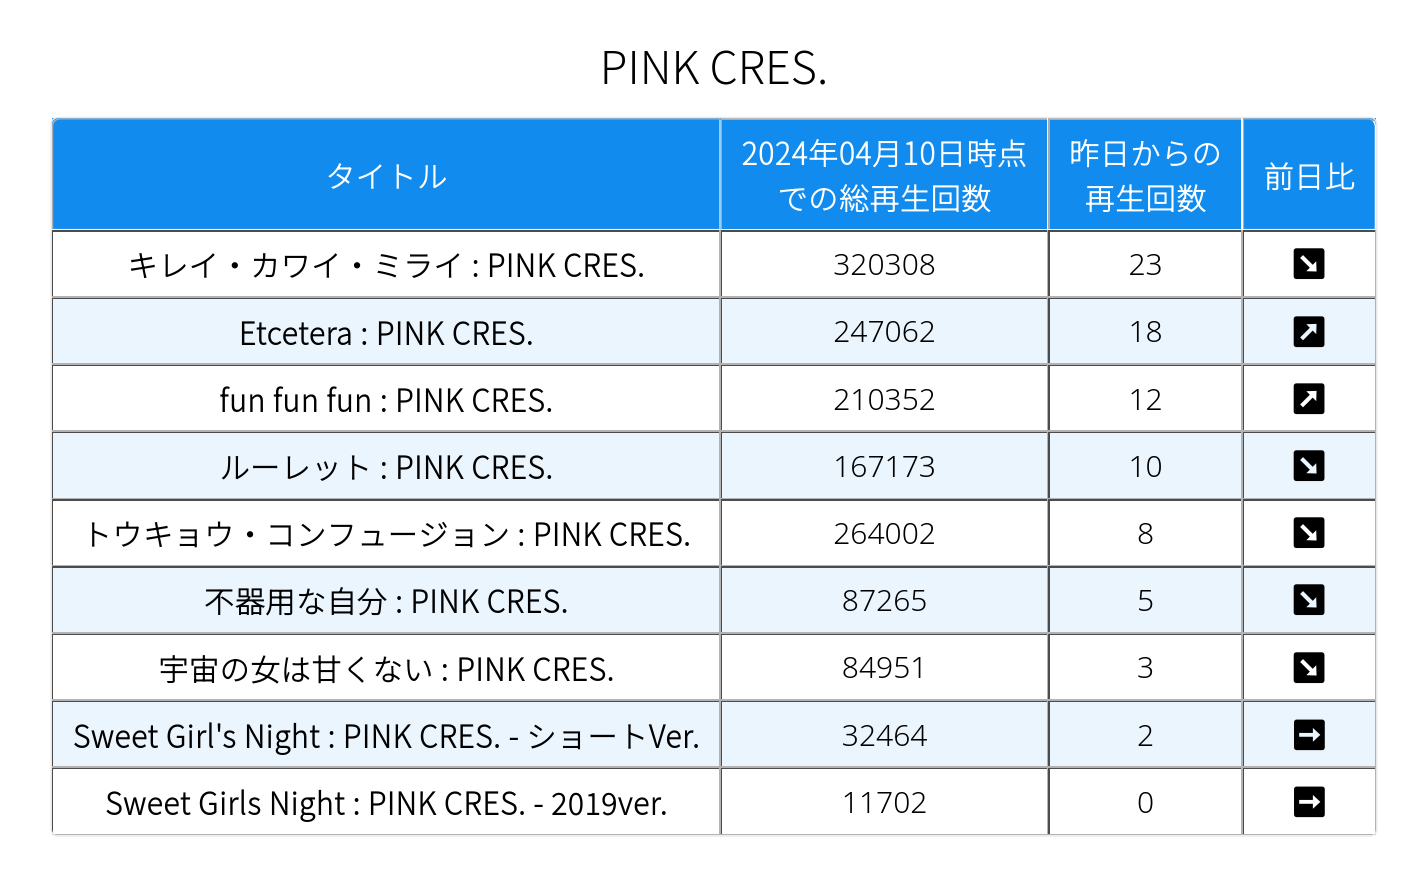 PINK CRES.
タイトル
2024年04月10日時点
での総再生回数
昨日からの
再生回数
前日比
キレイ・カワイ・ミライ : PINK CRES. 320308 23
Etcetera : PINK CRES. 247062 18
fun fun fun : PINK CRES. 210352 12
ルーレット : PINK CRES. 167173 10
トウキョウ・コンフュージョン : PINK CRES. 264002 8
不器用な自分 : PINK CRES. 87265 5
宇宙の女は甘くない : PINK CRES. 84951 3
Sweet Girl's Night : PINK CRES. - ショートVer. 32464 2
Sweet Girls Night : PINK CRES. - 2019ver. 11702 0